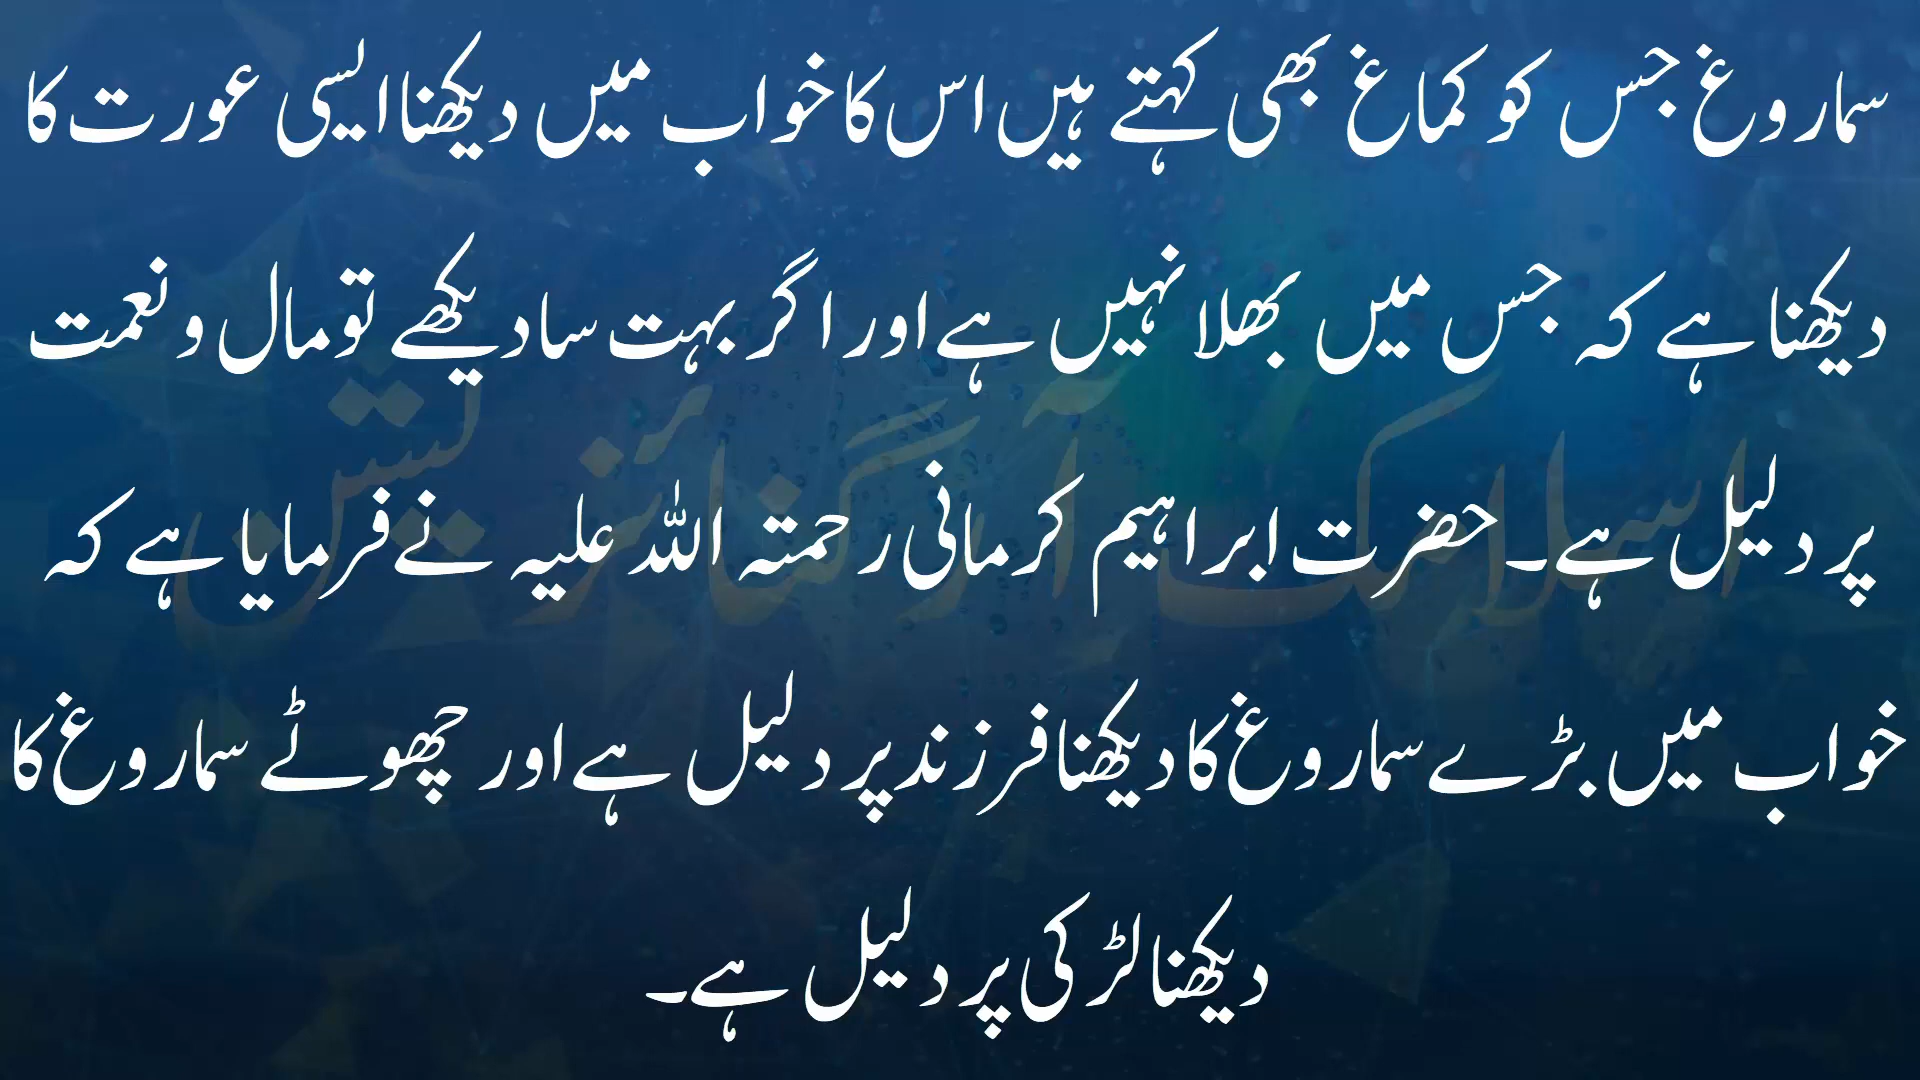 سماروغ جس کو کماغ بھی کہتے ہیں اس کا خواب میں دیکھنا ایسی عورت کا
دیکھنا ہے کہ جس میں بھلا نہیں ہے اور اگر بہت سا دیکھے تو مال و نعمت
پر دلیل ہے۔ حضرت ابراہیم کرمانی رحمتہ اللہ علیہ نے فرمایا ہے کہ
خواب میں بڑے سماروغ کا دیکھنا فرزند پر دلیل ہے اور چھوٹے سماروغ کا
دیکھنا لڑکی پر دلیل ہے۔
اسلامک آرگنائزیشن